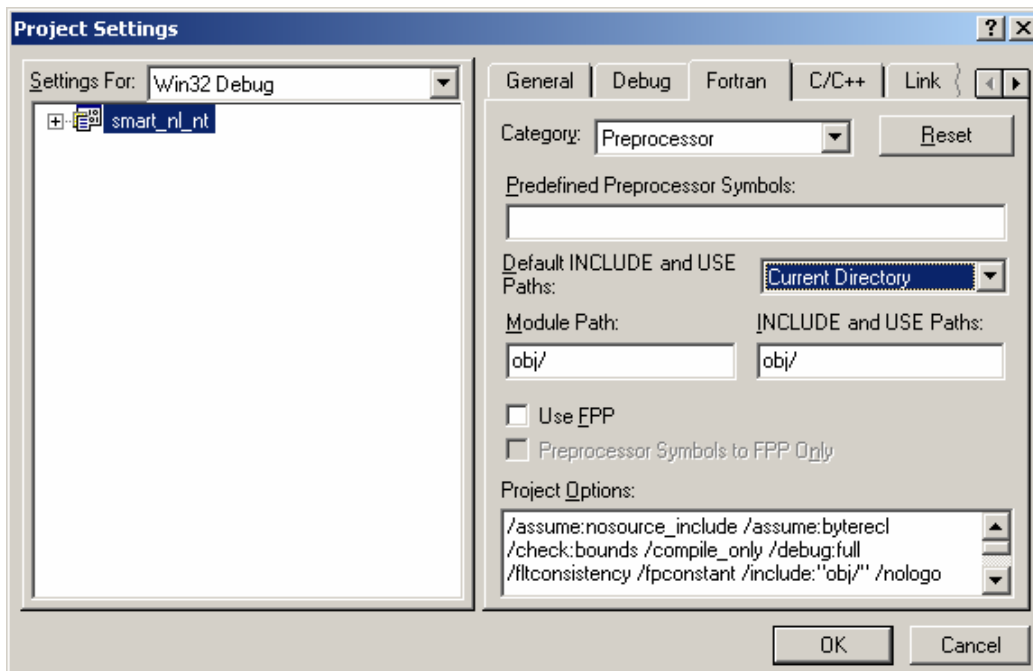 Project Settings
Settings For: Win32 Debug
smart_nl_nt
General Debug Fortran C/C++ Link
Category: Preprocessor Reset
Predefined Preprocessor Symbols:
Default INCLUDE and USE
Paths: Current Directory
Module Path: INCLUDE and USE Paths:
obj/ obj/
Use FPP
Preprocessor Symbols to FPP Only
Project Options:
/assume:nosource_include /assume:byterecl
/check:bounds /compile_only /debug:full
/fltconsistency /fpconstant /include:"obj/" /nologo
OK Cancel